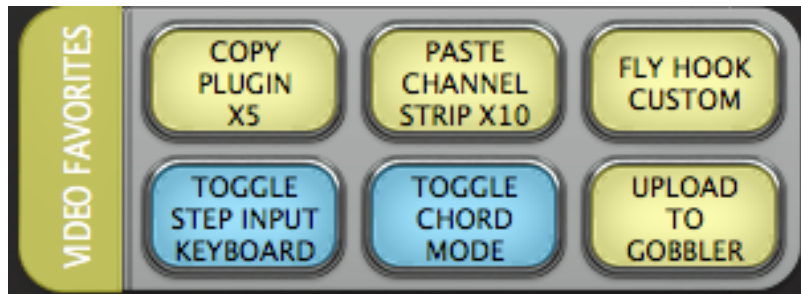 VIDEO FAVORITES
COPY
PLUGIN
X5
PASTE
CHANNEL
STRIP X10
FLY HOOK
CUSTOM
TOGGLE
STEP INPUT
KEYBOARD
TOGGLE
CHORD
MODE
UPLOAD
TO
GOBBLER